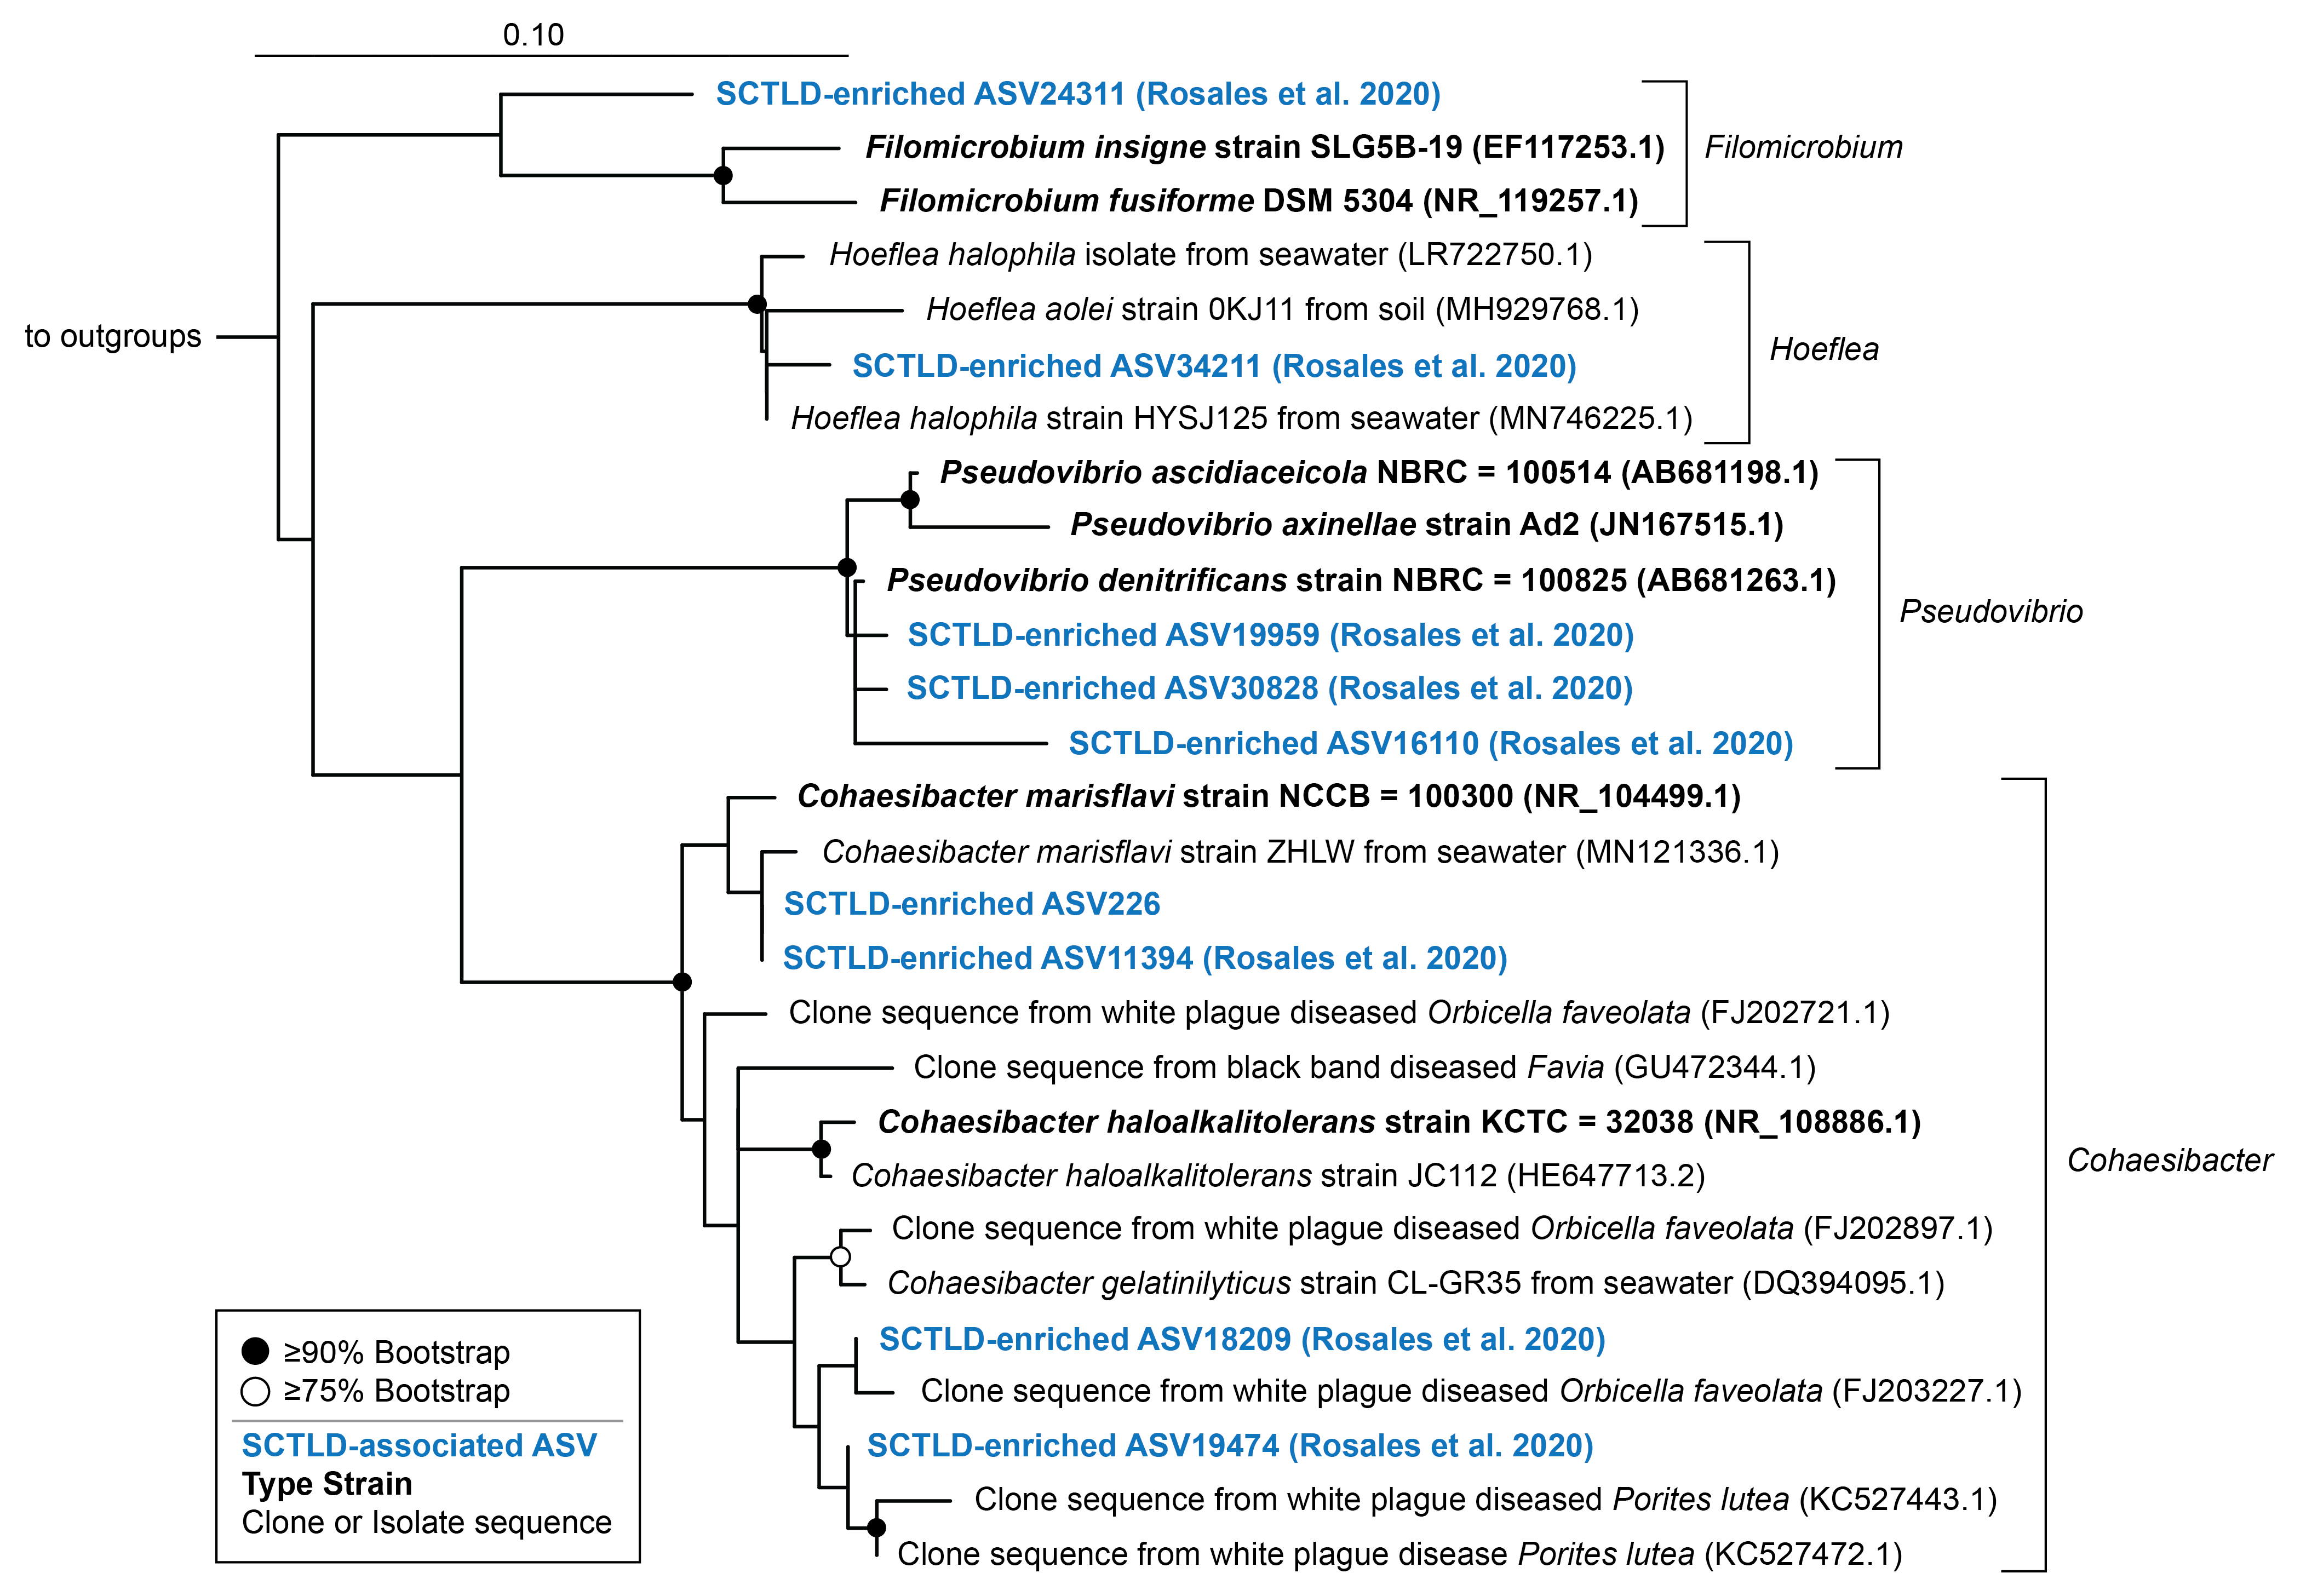 0.10
SCTLD-enriched ASV24311 (Rosales et al. 2020)
Filomicrobium insigne strain SLG5B-19 (EF117253.1)
Filomicrobium
Filomicrobium fusiforme DSM 5304 (NR_119257.1)
Hoeflea halophila isolate from seawater (LR722750.1)
Hoeflea aolei strain 0KJ11 from soil (MH929768.1)
to outgroups
Hoeflea
SCTLD-enriched ASV34211 (Rosales et al. 2020)
Hoeflea halophila strain HYSJ125 from seawater (MN746225.1)
Pseudovibrio ascidiaceicola NBRC = 100514 (AB681198.1)
Pseudovibrio axinellae strain Ad2 (JN167515.1)
Pseudovibrio denitrificans strain NBRC = 100825 (AB681263.1)
Pseudovibrio
SCTLD-enriched ASV19959 (Rosales et al. 2020)
SCTLD-enriched ASV30828 (Rosales et al. 2020)
SCTLD-enriched ASV16110 (Rosales et al. 2020)
Cohaesibacter marisflavi strain NCCB = 100300 (NR_104499.1)
Cohaesibacter marisflavi strain ZHLW from seawater (MN121336.1)
SCTLD-enriched ASV226
SCTLD-enriched ASV11394 (Rosales et al. 2020)
Clone sequence from white plague diseased Orbicella faveolata (FJ202721.1)
Clone sequence from black band diseased Favia (GU472344.1)
Cohaesibacter haloalkalitolerans strain KCTC = 32038 (NR_108886.1)
Cohaesibacter
Cohaesibacter haloalkalitolerans strain JC112 (HE647713.2)
Clone sequence from white plague diseased Orbicella faveolata (FJ202897.1)
Cohaesibacter gelatinilyticus strain CL-GR35 from seawater (DQ394095.1)
SCTLD-enriched ASV18209 (Rosales et al. 2020)
Clone sequence from white plague diseased Orbicella faveolata (FJ203227.1)
SCTLD-enriched ASV19474 (Rosales et al. 2020)
Clone sequence from white plague diseased Porites lutea (KC527443.1)
Clone sequence from white plague disease Porites lutea (KC527472.1)
≥90% Bootstrap
≥75% Bootstrap
SCTLD-associated ASV
Type Strain
Clone or Isolate sequence